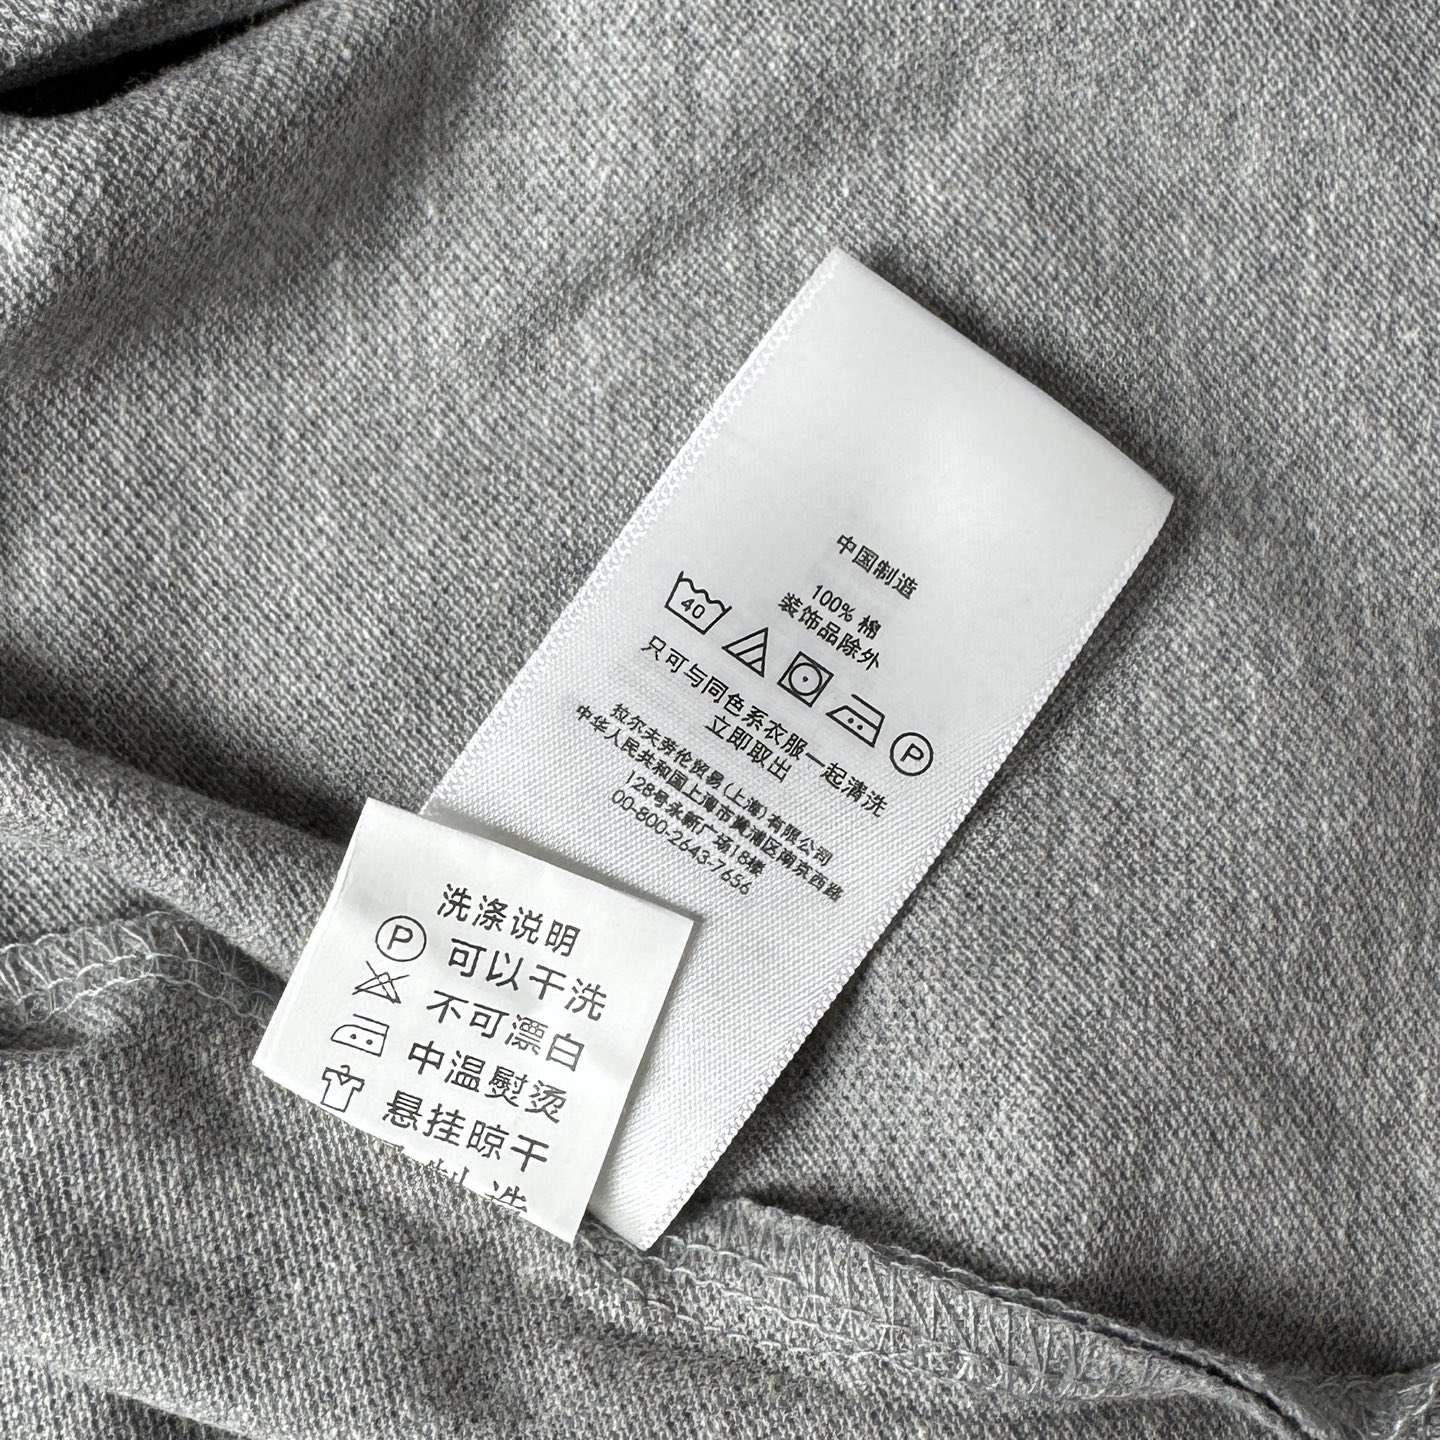 中国制造
100% 棉
装饰品除外
40
P
只可与同色系衣服一起清洗
立即取出
拉尔夫劳伦贸易(上海)有限公司
中华人民共和国上海市黄浦区南京西路
128号永新广场18楼
00-800-2643-7656
洗涤说明
P 可以干洗
不可漂白
中温熨烫
悬挂晾干
制造